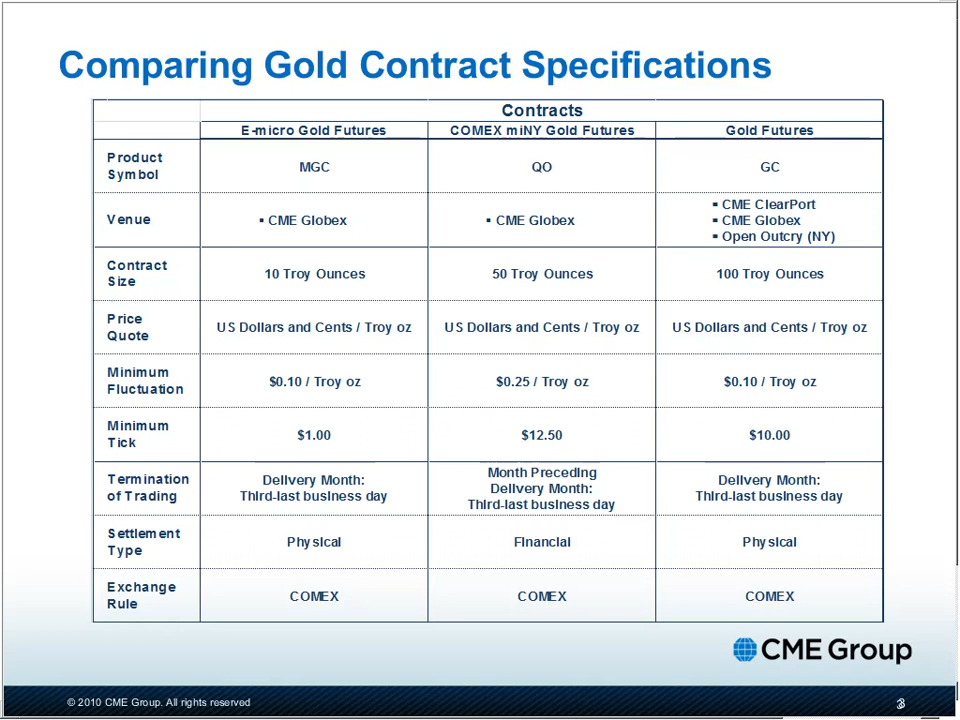 Comparing Gold Contract Specifications
Contracts
E-micro Gold Futures COMEX miNY Gold Futures Gold Futures
Product
Symbol
MGC QO GC
Venue
▪ CME Globex ▪ CME Globex
▪ CME ClearPort
▪ CME Globex
▪ Open Outcry (NY)
Contract
Size
10 Troy Ounces 50 Troy Ounces 100 Troy Ounces
Price
Quote
US Dollars and Cents / Troy oz US Dollars and Cents / Troy oz US Dollars and Cents / Troy oz
Minimum
Fluctuation
$0.10 / Troy oz $0.25 / Troy oz $0.10 / Troy oz
Minimum
Tick
$1.00 $12.50 $10.00
Termination
of Trading
Delivery Month:
Third-last business day
Month Preceding
Delivery Month:
Third-last business day
Delivery Month:
Third-last business day
Settlement
Type
Physical Financial Physical
Exchange
Rule
COMEX COMEX COMEX
CME Group
© 2010 CME Group. All rights reserved